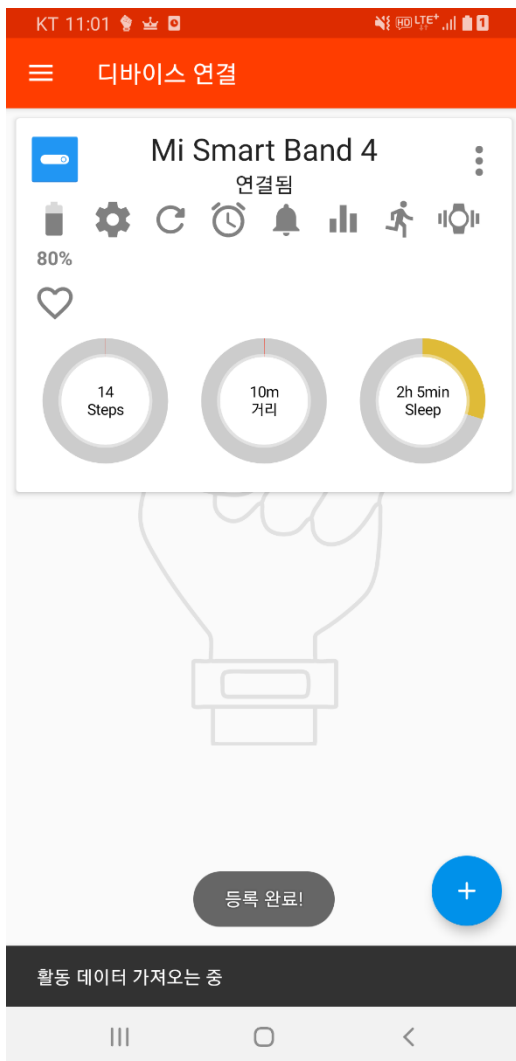 KT 11:01
HD LTE+
1
디바이스 연결
Mi Smart Band 4
연결됨
80%
14
Steps
10m
거리
2h 5min
Sleep
등록 완료!
활동 데이터 가져오는 중